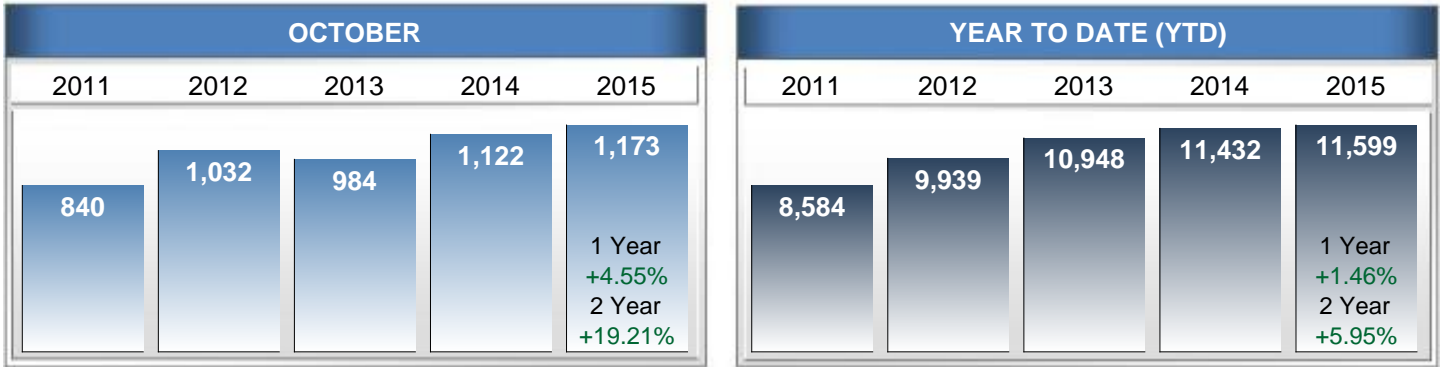 OCTOBER
2011 2012 2013 2014 2015
840 1,032 984 1,122 1,173
1 Year
+4.55%
2 Year
+19.21%
YEAR TO DATE (YTD)
2011 2012 2013 2014 2015
8,584 9,939 10,948 11,432 11,599
1 Year
+1.46%
2 Year
+5.95%